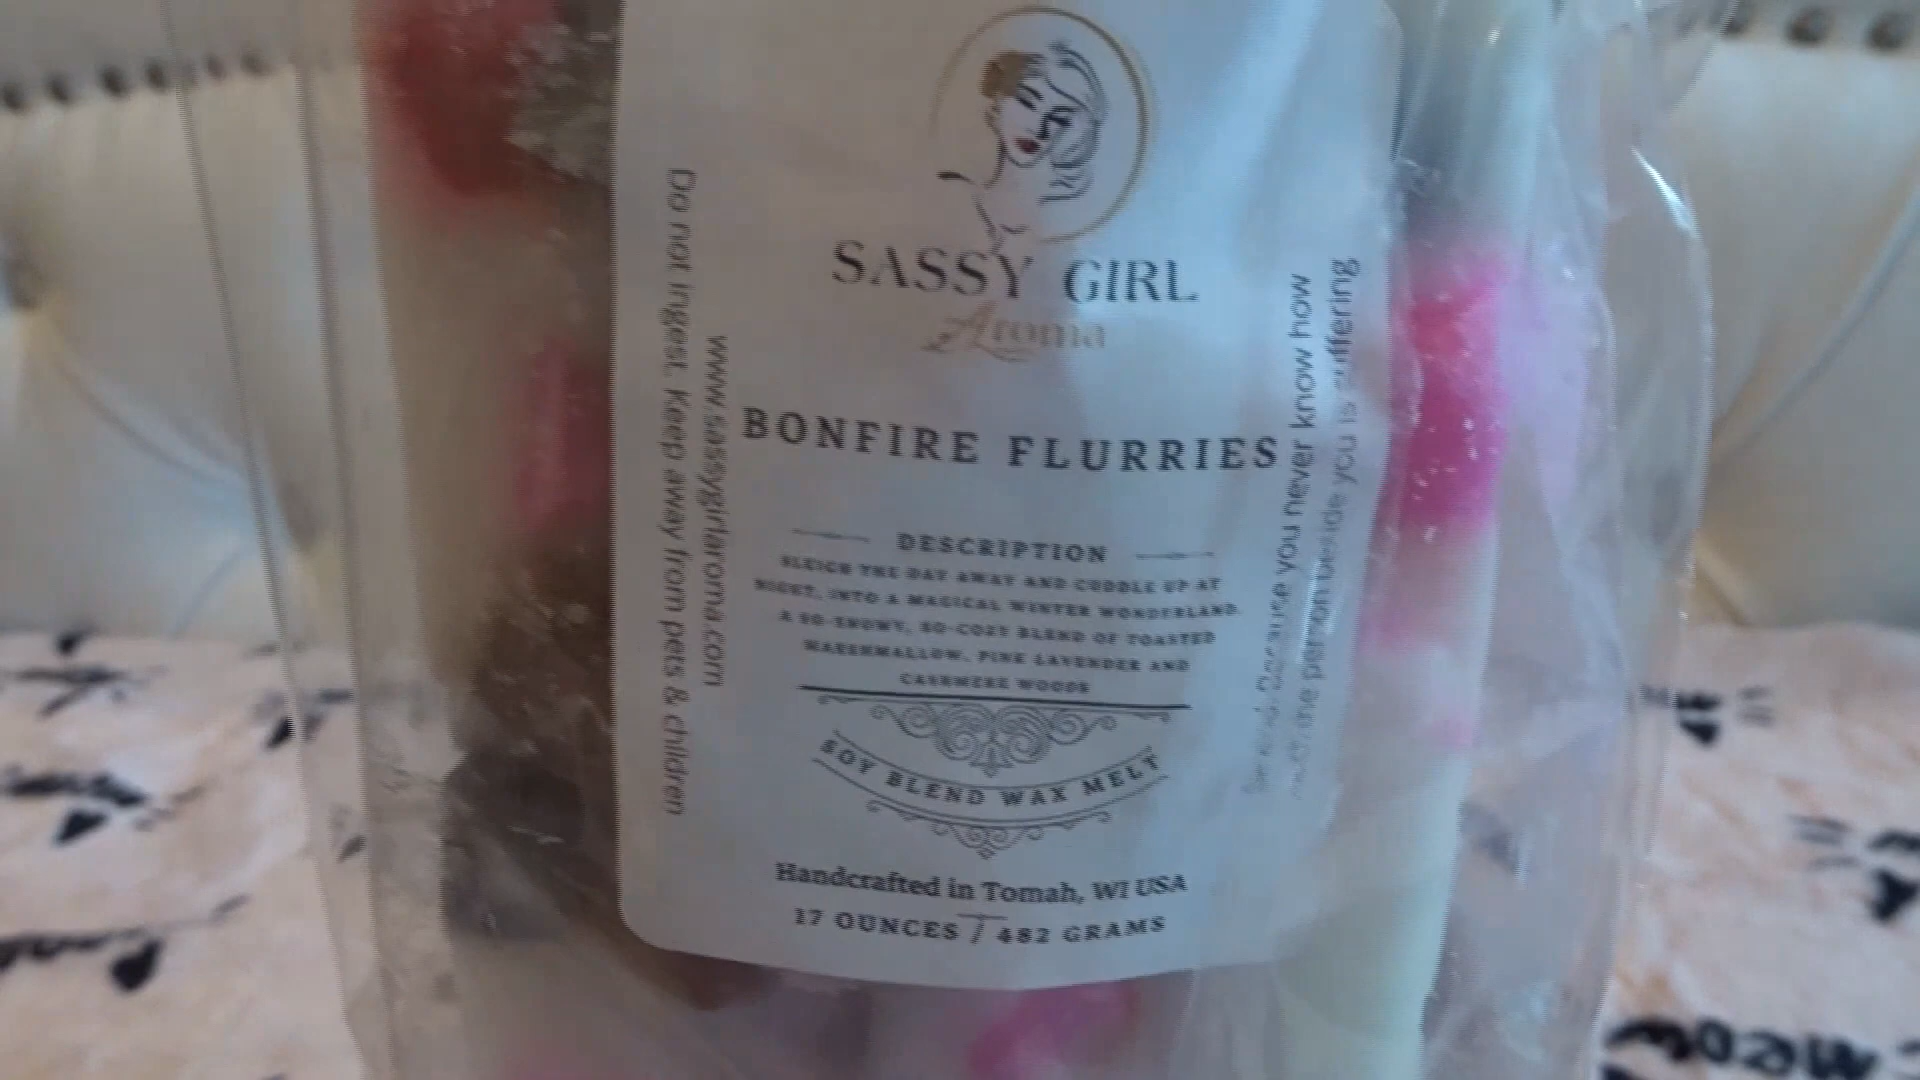 SASSY GIRL
Aroma
BONFIRE FLURRIES
DESCRIPTION
SLEIGH THE DAY AWAY AND CUDDLE UP AT
NIGHT, INTO A MAGICAL WINTER WONDERLAND.
A SO-SNOWY, SO-COZY BLEND OF TOASTED
MARSHMALLOW, PINK LAVENDER AND
CASHMERE WOODS
SOY BLEND WAX MELT
Handcrafted in Tomah, WI USA
17 OUNCES / 482 GRAMS
Do not ingest. Keep away from pets & children
www.sassygirlaroma.com
Because you never know how
the person beside you is suffering
meow